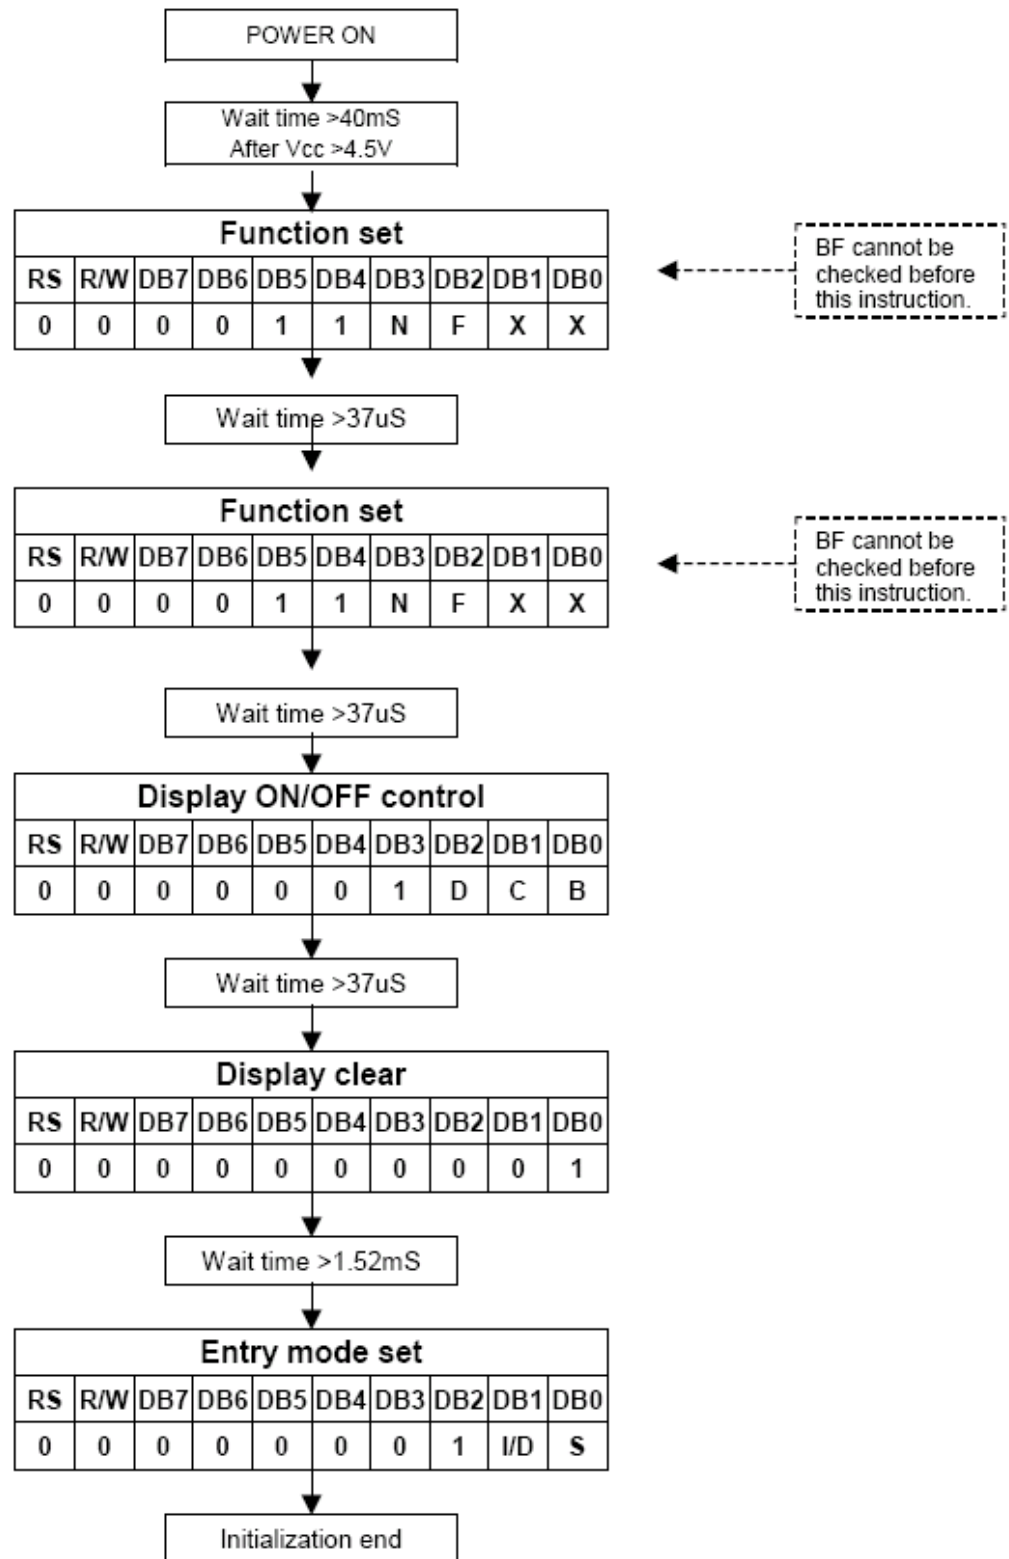 POWER ON
Wait time >40mS
After Vcc >4.5V
Function set
RS R/W DB7 DB6 DB5 DB4 DB3 DB2 DB1 DB0
0 0 0 0 1 1 N F X X
BF cannot be
checked before
this instruction.
Wait time >37uS
Function set
RS R/W DB7 DB6 DB5 DB4 DB3 DB2 DB1 DB0
0 0 0 0 1 1 N F X X
BF cannot be
checked before
this instruction.
Wait time >37uS
Display ON/OFF control
RS R/W DB7 DB6 DB5 DB4 DB3 DB2 DB1 DB0
0 0 0 0 0 0 1 D C B
Wait time >37uS
Display clear
RS R/W DB7 DB6 DB5 DB4 DB3 DB2 DB1 DB0
0 0 0 0 0 0 0 0 0 1
Wait time >1.52mS
Entry mode set
RS R/W DB7 DB6 DB5 DB4 DB3 DB2 DB1 DB0
0 0 0 0 0 0 0 1 I/D S
Initialization end